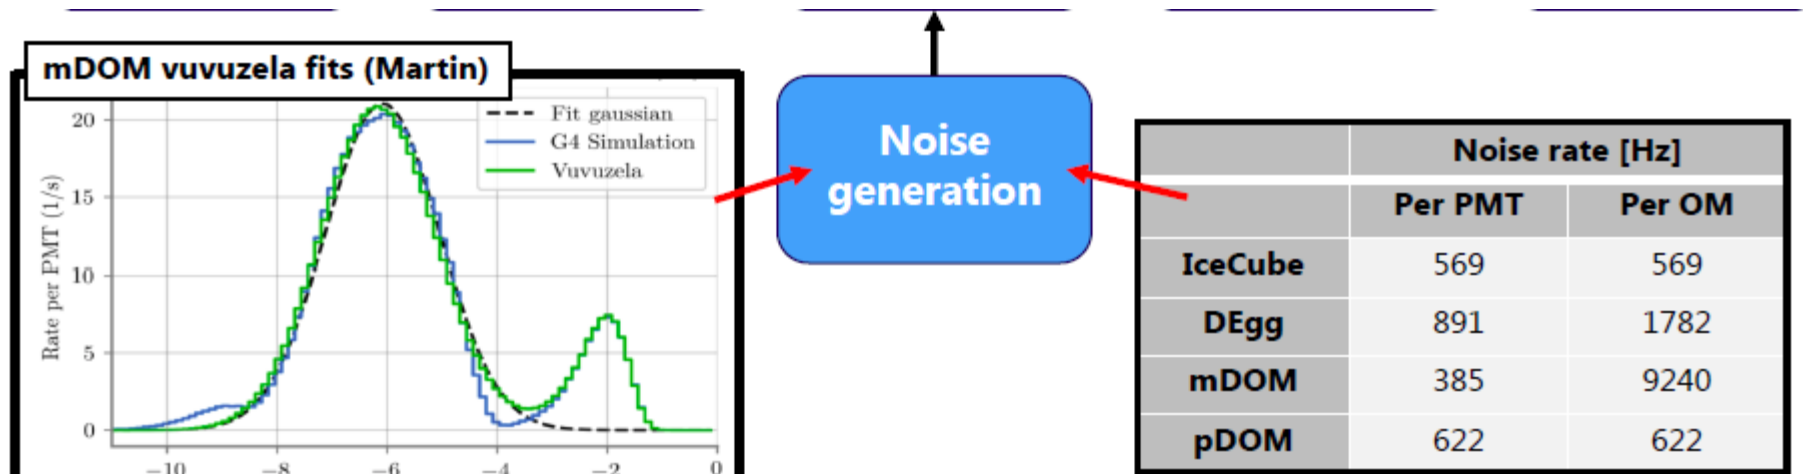 mDOM vuvuzela fits (Martin)
Rate per PMT (1/s)
20
15
10
5
0
−10
−8
−6
−4
−2
0
Fit gaussian
G4 Simulation
Vuvuzela
Noise
generation
Noise rate [Hz]
Per PMT Per OM
IceCube 569 569
DEgg 891 1782
mDOM 385 9240
pDOM 622 622